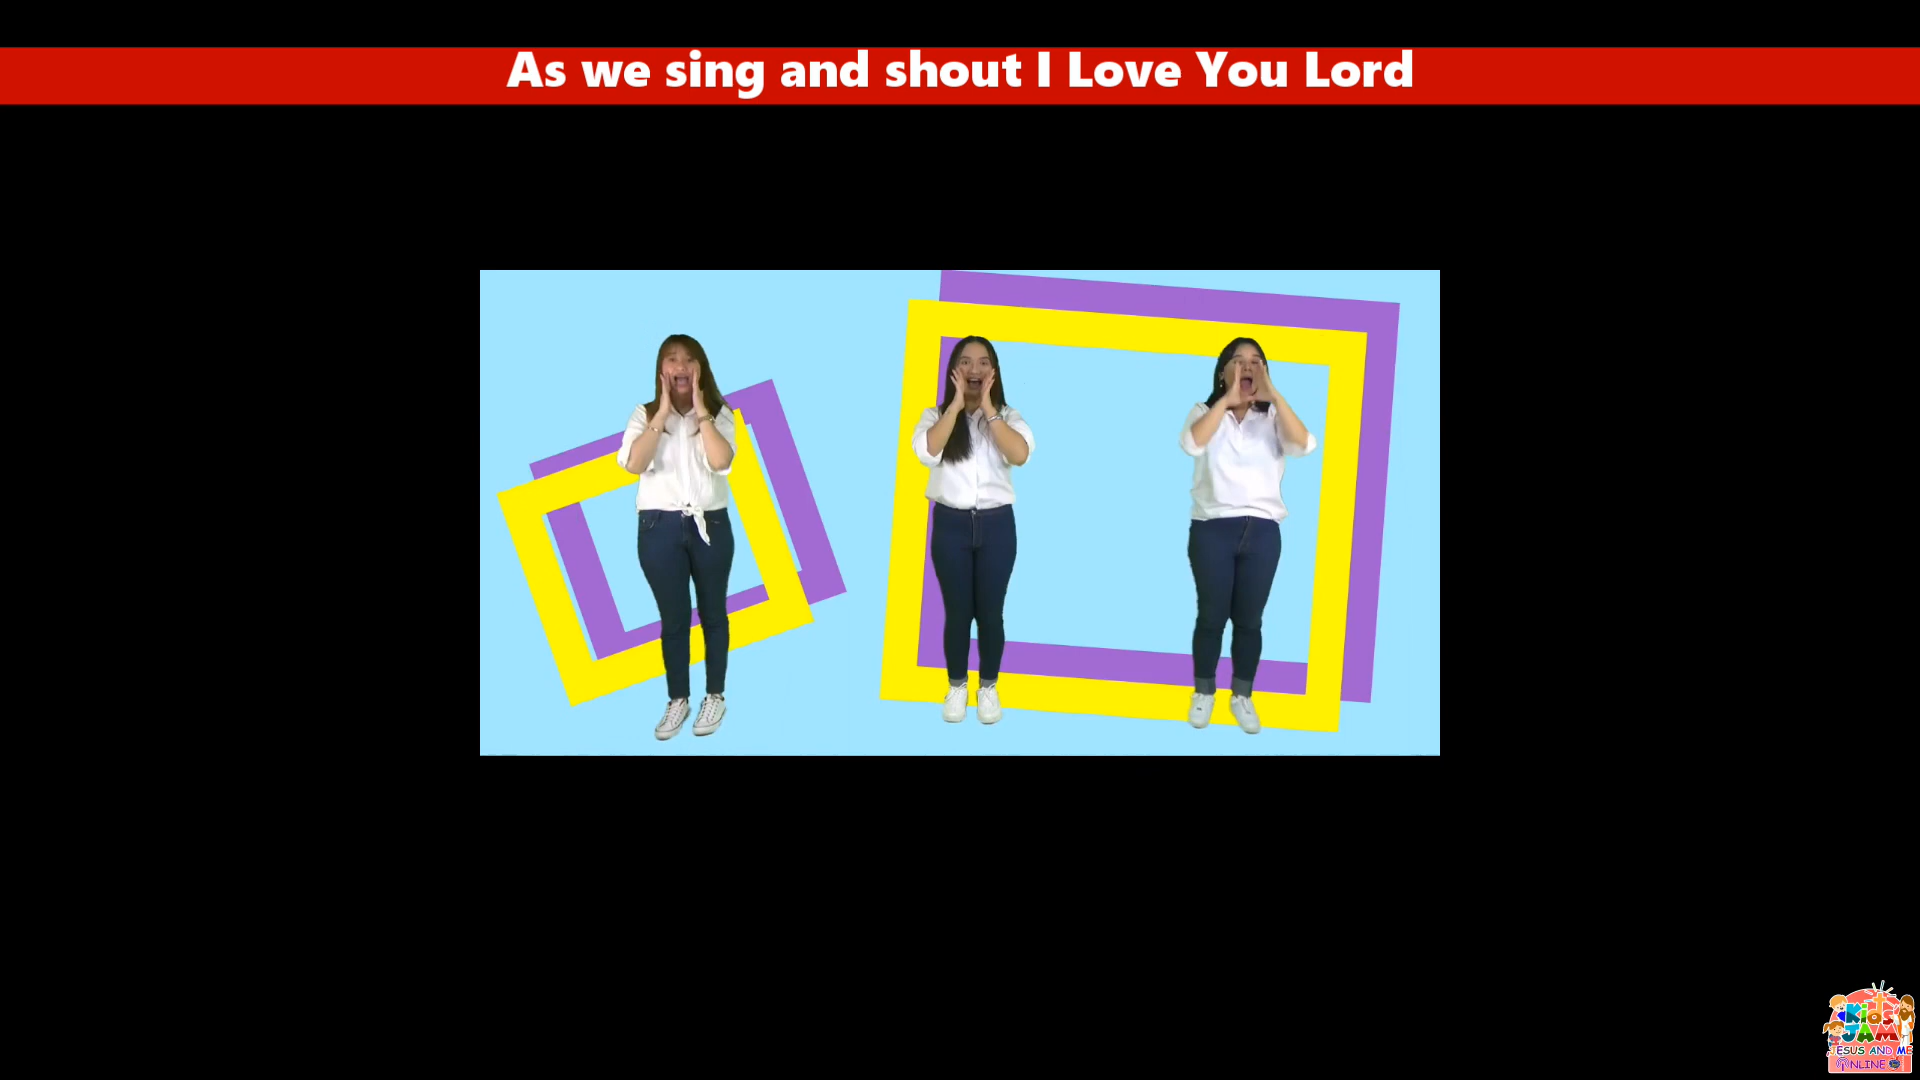 As we sing and shout I Love You Lord
Kids
JAM
JESUS AND ME
ONLINE